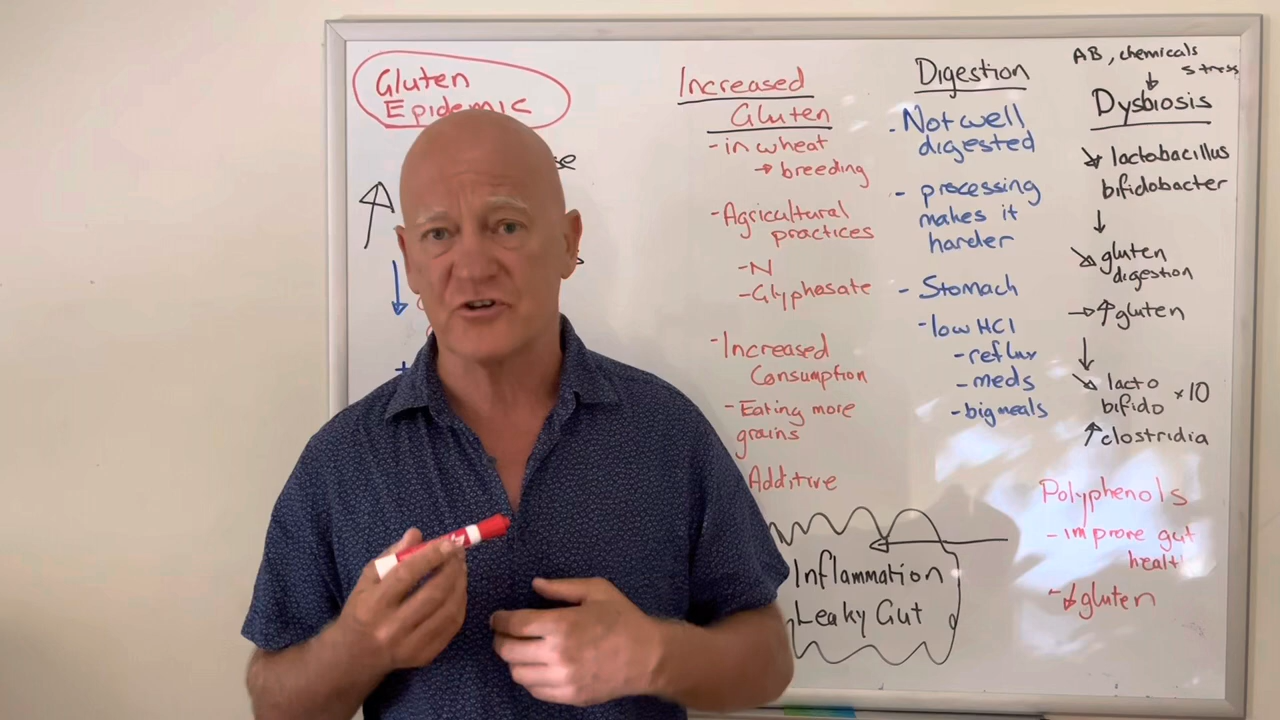 Gluten
Epidemic
Increased
Gluten
- in wheat
→ breeding
- Agricultural
practices
- N
- Glyphosate
- Increased
Consumption
- Eating more
grains
Additive
Digestion
- Not well
digested
- processing
makes it
harder
- Stomach
- low HCl
- reflux
- meds
- big meals
AB, chemicals
stress
↓
Dysbiosis
↘ lactobacillus
bifidobacter
↓
↘ gluten
digestion
→ ↑ gluten
↓
↘ lacto
bifido ×10
↑ clostridia
Polyphenols
- improve gut
healt
- ↓ gluten
Inflammation
Leaky Gut